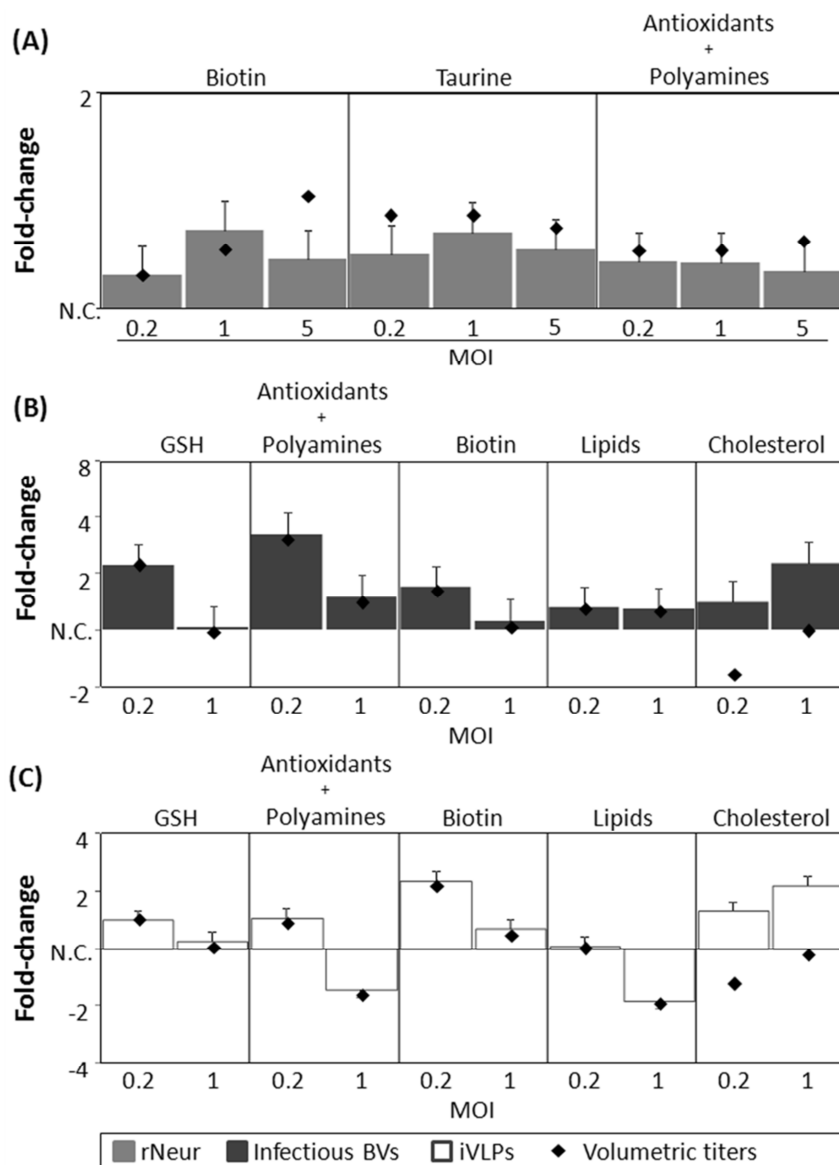 (A)
Antioxidants
+
Biotin Taurine Polyamines
2
Fold-change
N.C.
0.2 1 5 0.2 1 5 0.2 1 5
MOI
(B)
Antioxidants
+
GSH Polyamines Biotin Lipids Cholesterol
8
4
Fold-change
2
N.C.
-2
0.2 1 0.2 1 0.2 1 0.2 1 0.2 1
MOI
(C)
Antioxidants
+
GSH Polyamines Biotin Lipids Cholesterol
4
2
Fold-change
N.C.
-2
-4
0.2 1 0.2 1 0.2 1 0.2 1 0.2 1
MOI
rNeur Infectious BVs iVLPs Volumetric titers